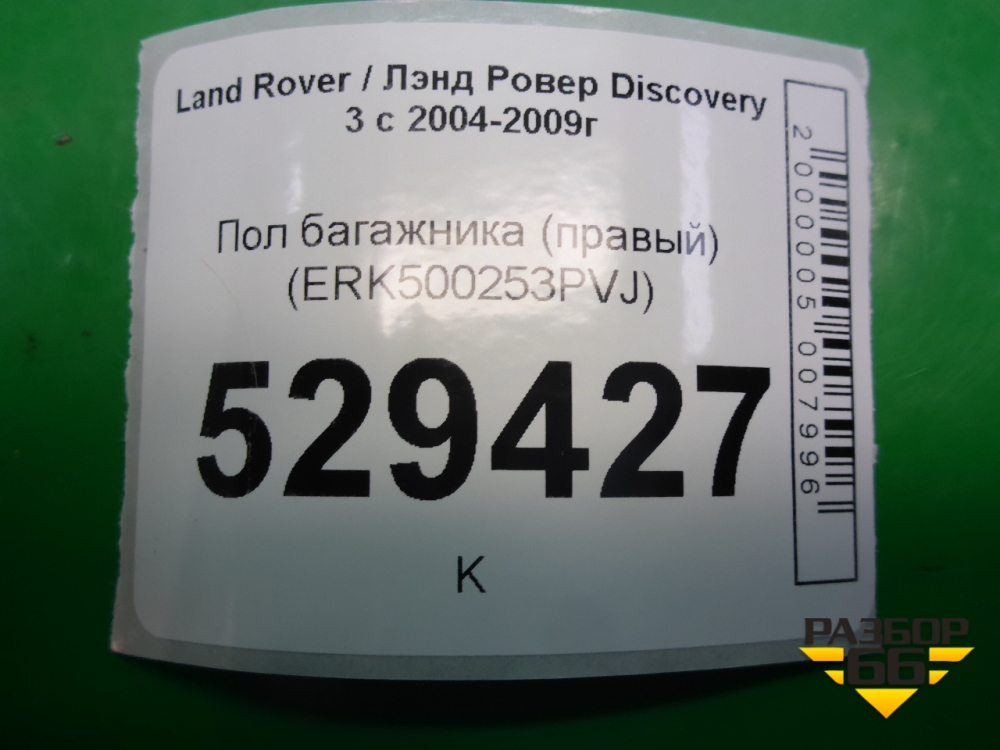 Land Rover / Лэнд Ровер Discovery
3 с 2004-2009г
Пол багажника (правый)
(ERK500253PVJ)
529427
К
2000005007996
РАЗБОР
66